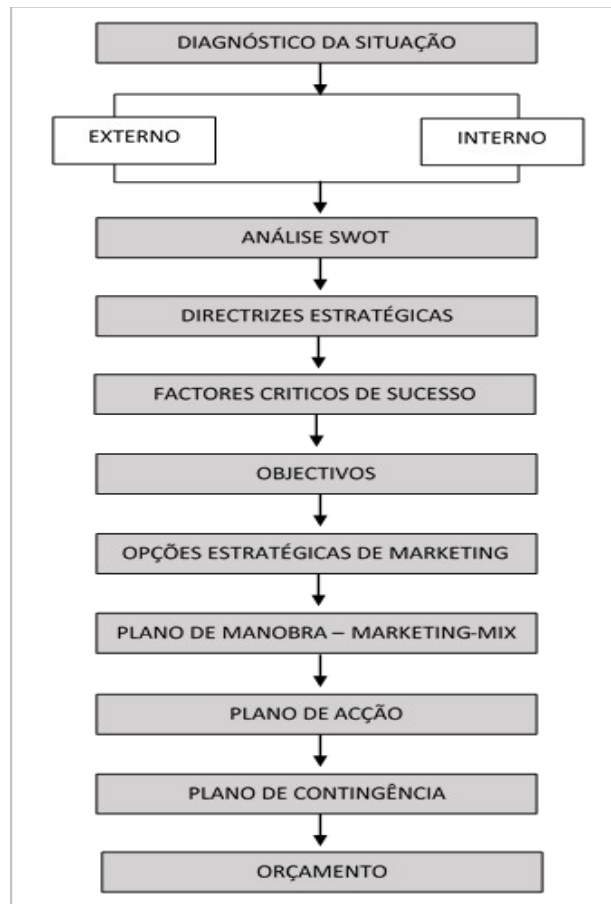 DIAGNÓSTICO DA SITUAÇÃO
EXTERNO
INTERNO
ANÁLISE SWOT
DIRECTRIZES ESTRATÉGICAS
FACTORES CRITICOS DE SUCESSO
OBJECTIVOS
OPÇÕES ESTRATÉGICAS DE MARKETING
PLANO DE MANOBRA – MARKETING-MIX
PLANO DE ACÇÃO
PLANO DE CONTINGÊNCIA
ORÇAMENTO